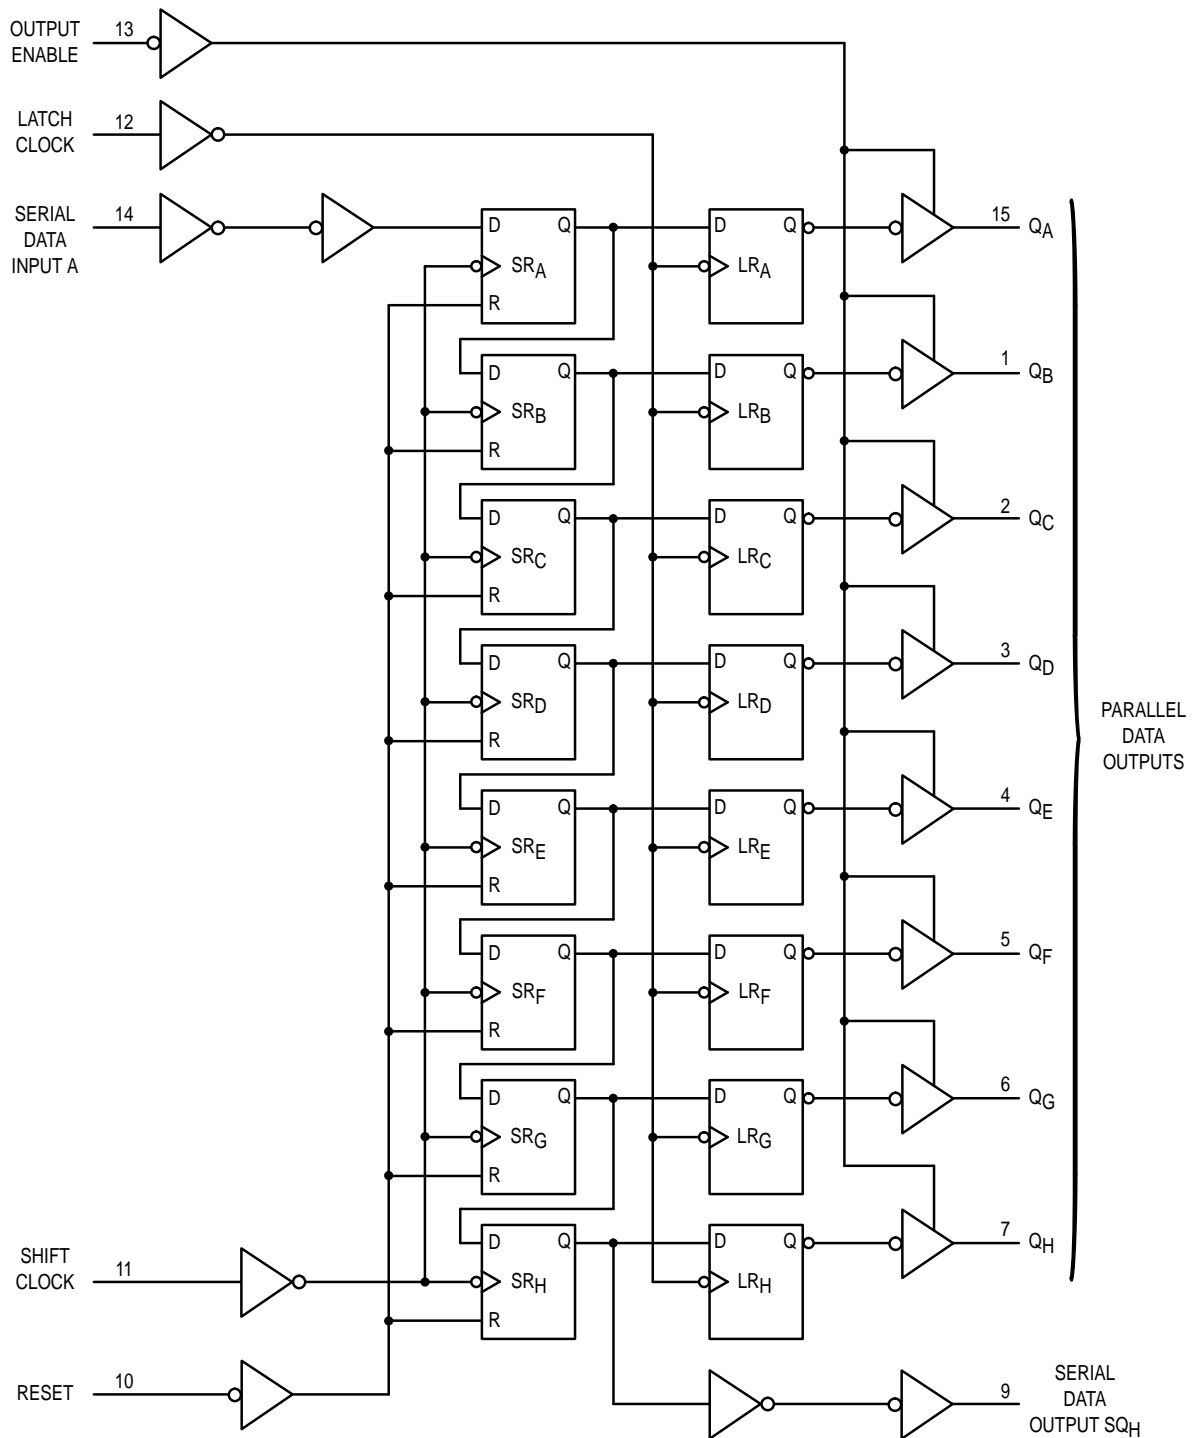 OUTPUT
ENABLE
13
LATCH
CLOCK
12
SERIAL
DATA
INPUT A
14
D Q
SRA
R
D Q
LRA
15 QA
D Q
SRB
R
D Q
LRB
1 QB
D Q
SRC
R
D Q
LRC
2 QC
D Q
SRD
R
D Q
LRD
3 QD
PARALLEL
DATA
OUTPUTS
D Q
SRE
R
D Q
LRE
4 QE
D Q
SRF
R
D Q
LRF
5 QF
D Q
SRG
R
D Q
LRG
6 QG
SHIFT
CLOCK
11
D Q
SRH
R
D Q
LRH
7 QH
RESET
10
9
SERIAL
DATA
OUTPUT SQH